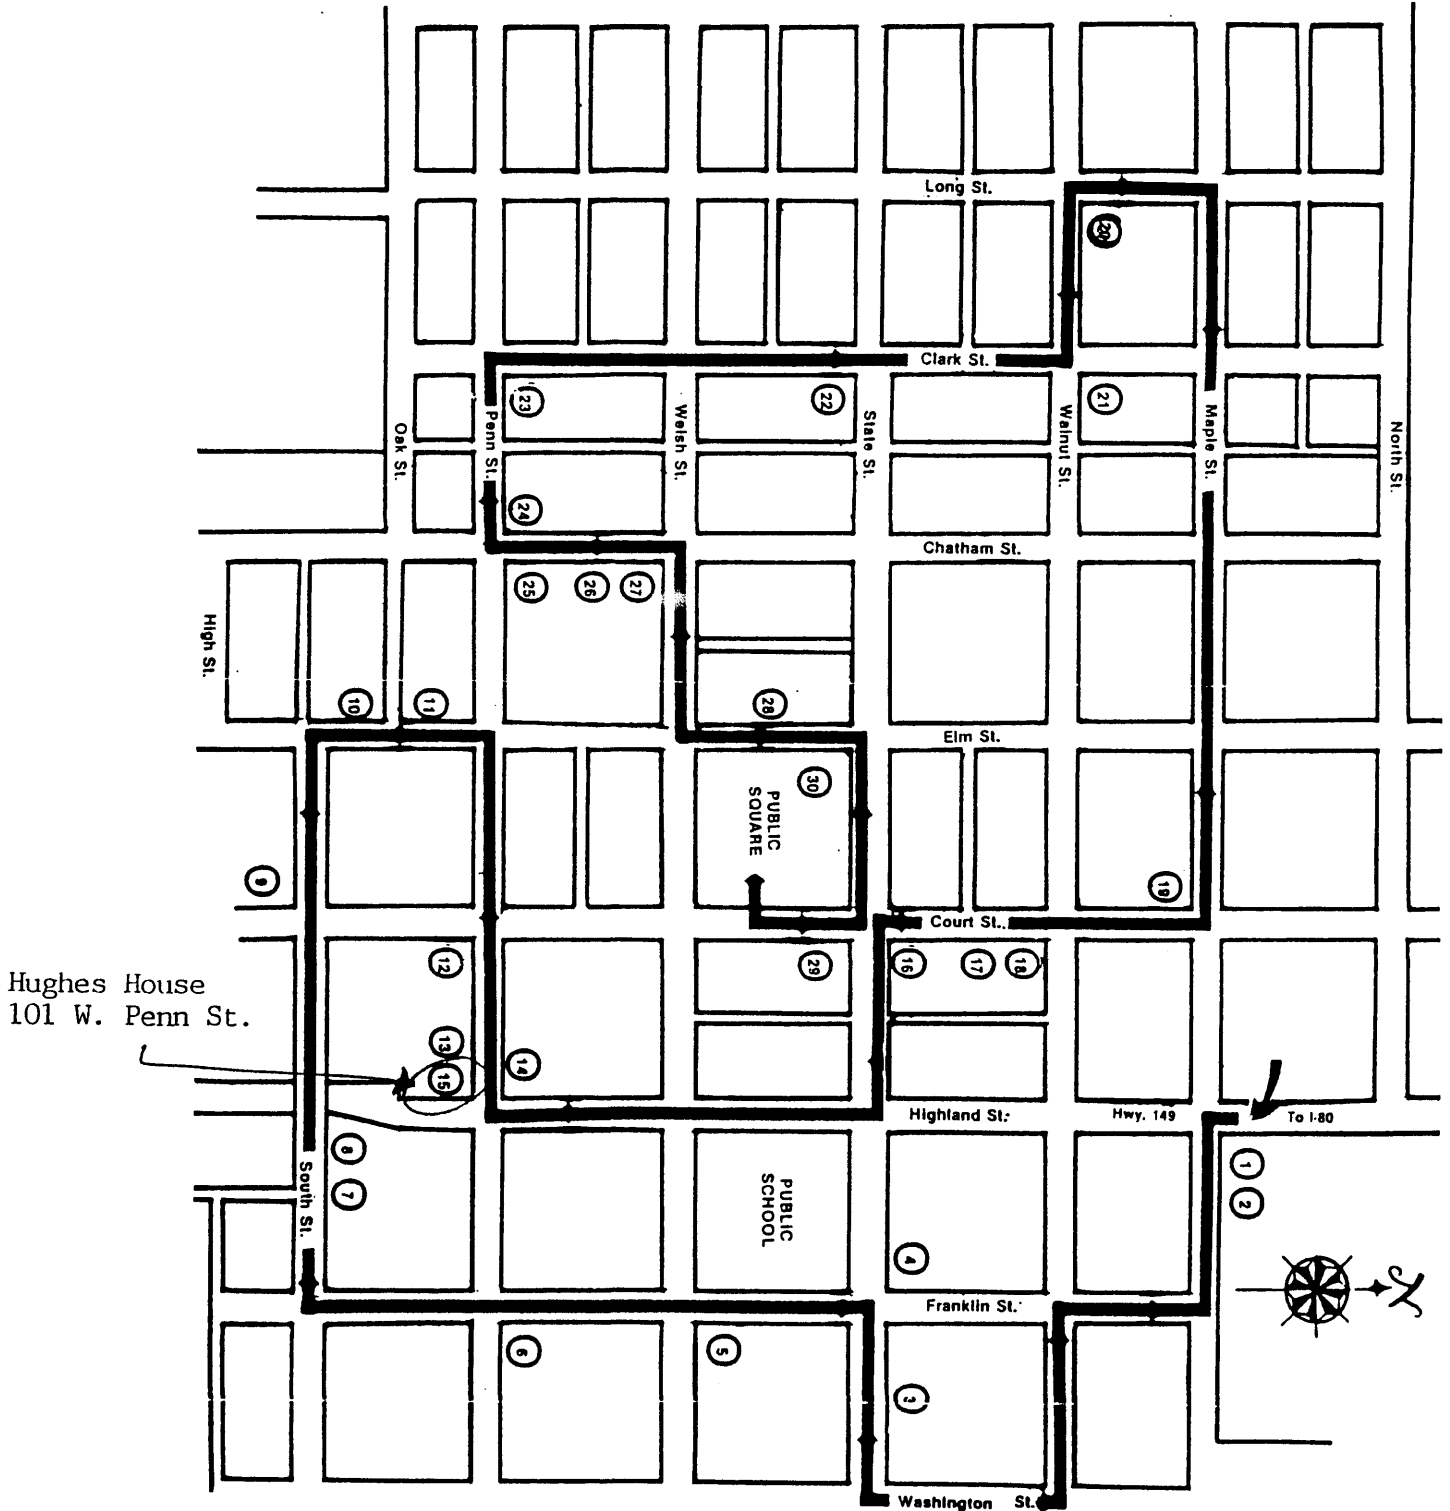 Long St.
20
Clark St.
23
22
21
Oak St.
Penn St.
Welsh St.
State St.
Walnut St.
Maple St.
North St.
24
Chatham St.
25
26
27
High St.
10
11
28
Elm St.
30
PUBLIC
SQUARE
9
19
Court St..
12
29
16
17
18
Hughes House
101 W. Penn St.
13
14
15
Highland St.
Hwy. 149
To I-80
8
7
South St.
PUBLIC
SCHOOL
4
1
2
N
Franklin St.
6
5
3
Washington St.